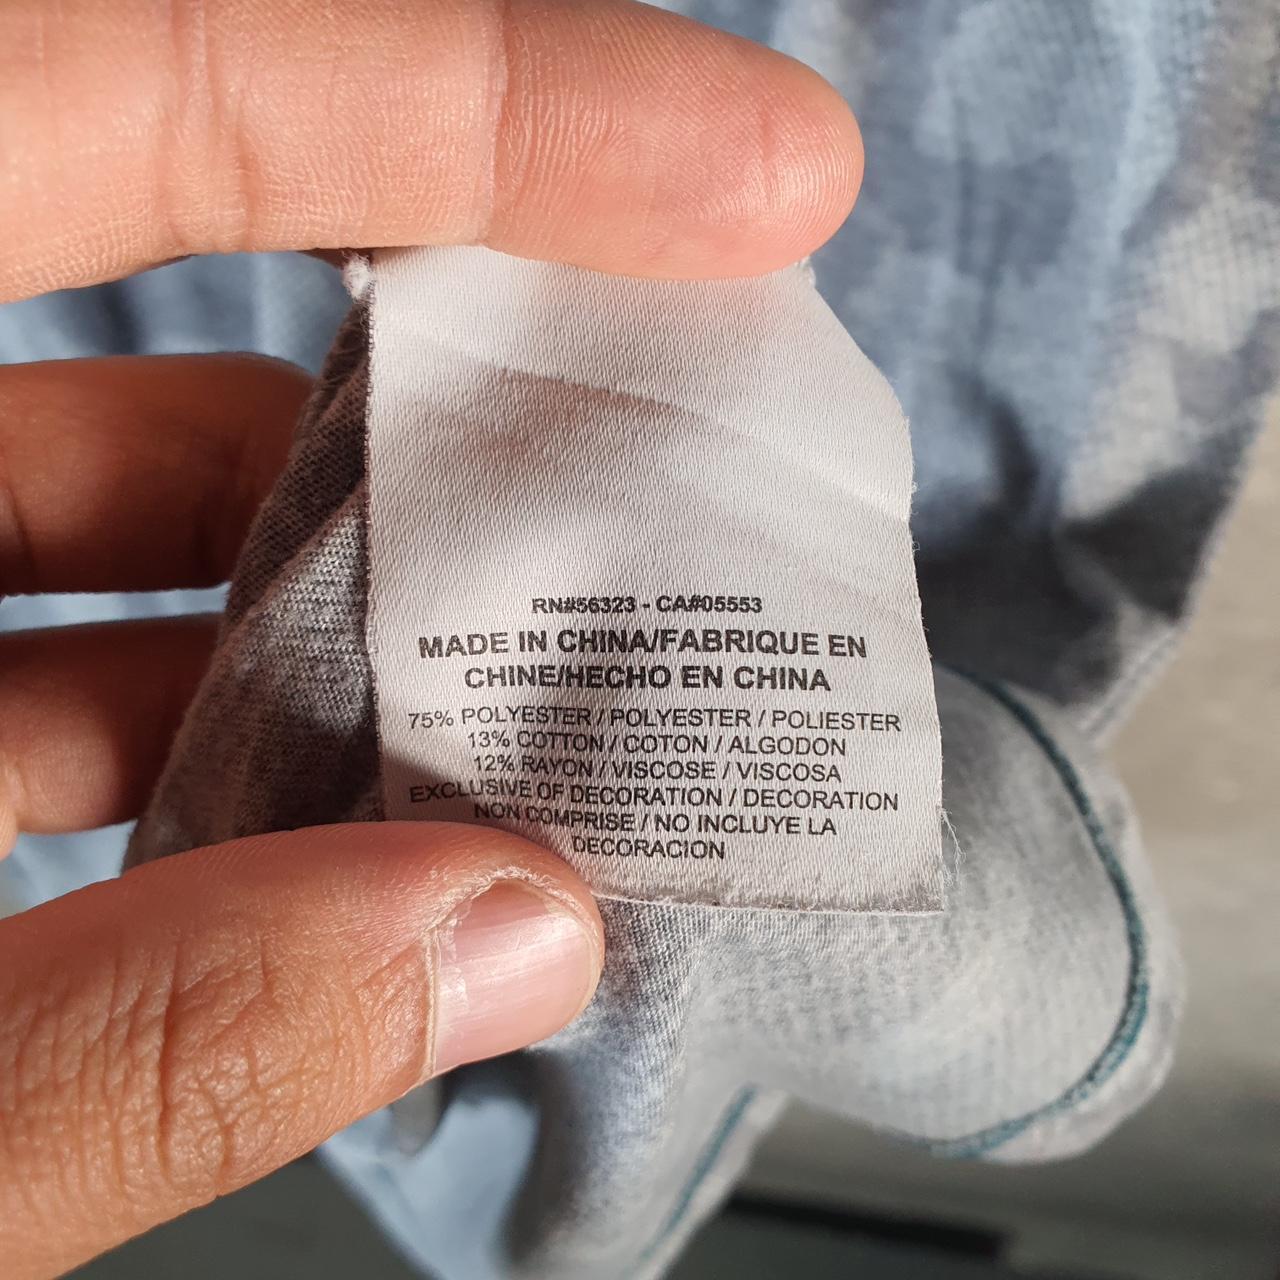 RN#56323 - CA#05553
MADE IN CHINA/FABRIQUE EN
CHINE/HECHO EN CHINA
75% POLYESTER / POLYESTER / POLIESTER
13% COTTON / COTON / ALGODON
12% RAYON / VISCOSE / VISCOSA
EXCLUSIVE OF DECORATION / DECORATION
NON COMPRISE / NO INCLUYE LA
DECORACION